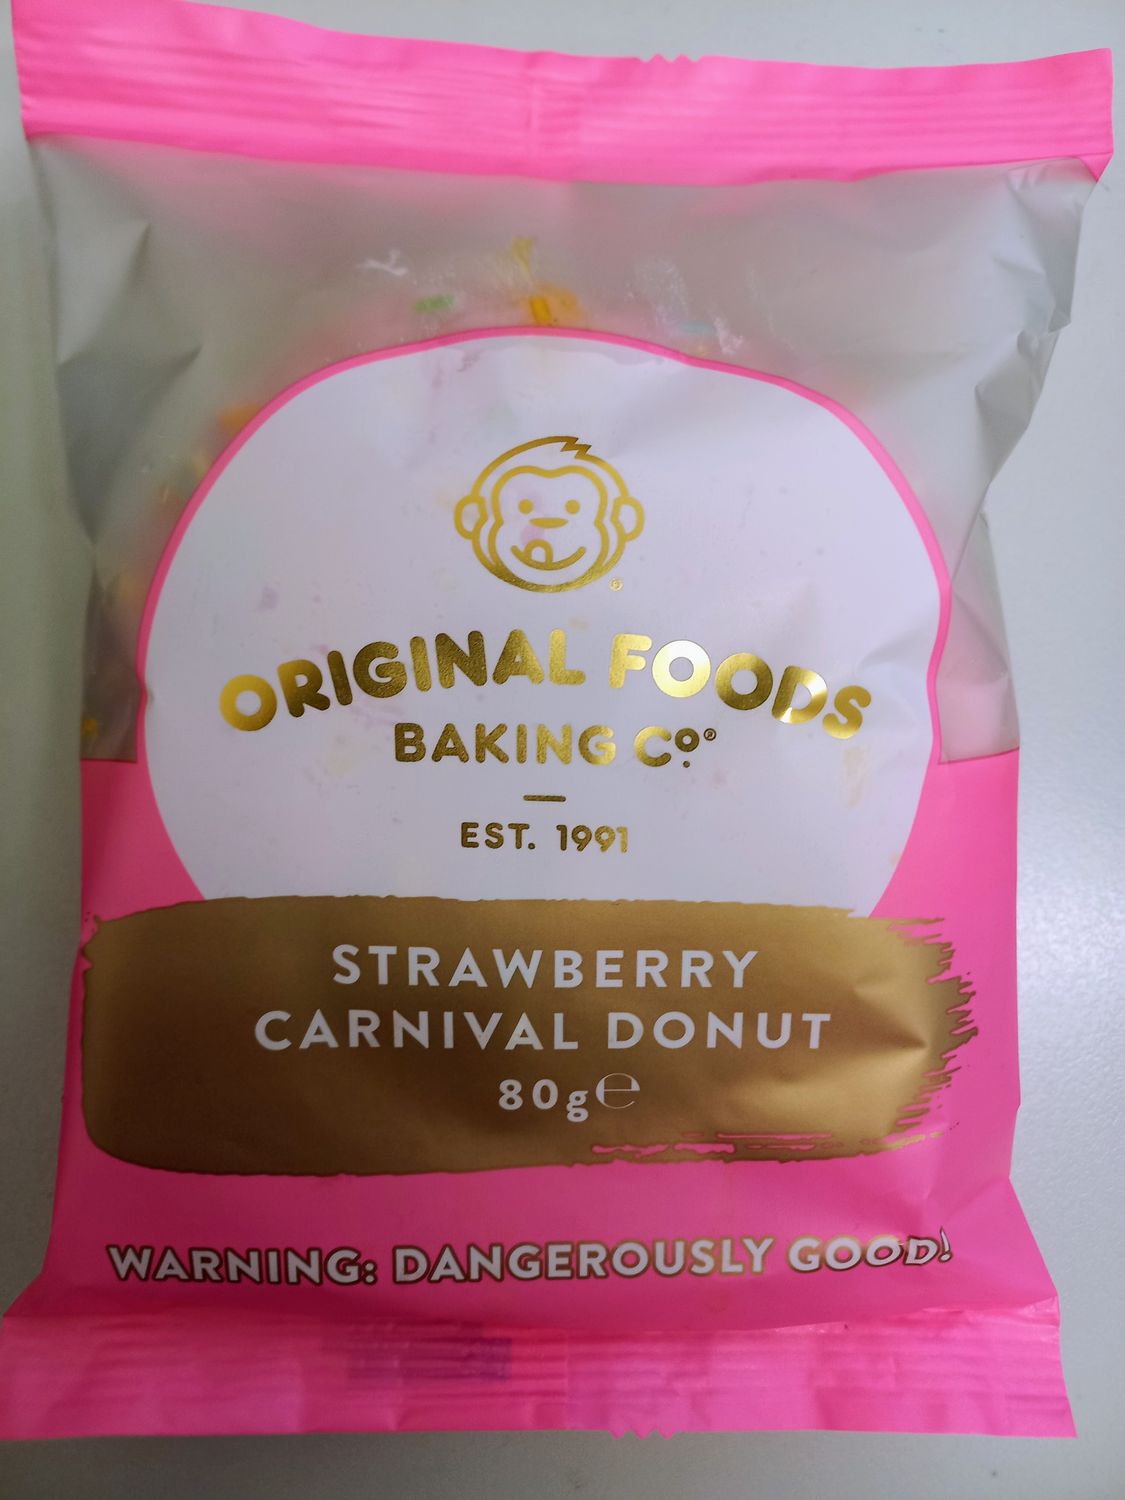 ORIGINAL FOODS
BAKING Cº®
EST. 1991
STRAWBERRY
CARNIVAL DONUT
80g℮
WARNING: DANGEROUSLY GOOD!